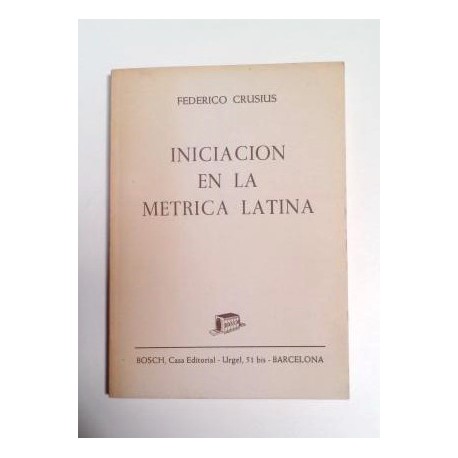 FEDERICO CRUSIUS
INICIACION
EN LA
METRICA LATINA
BOSCH, Casa Editorial - Urgel, 51 bis - BARCELONA